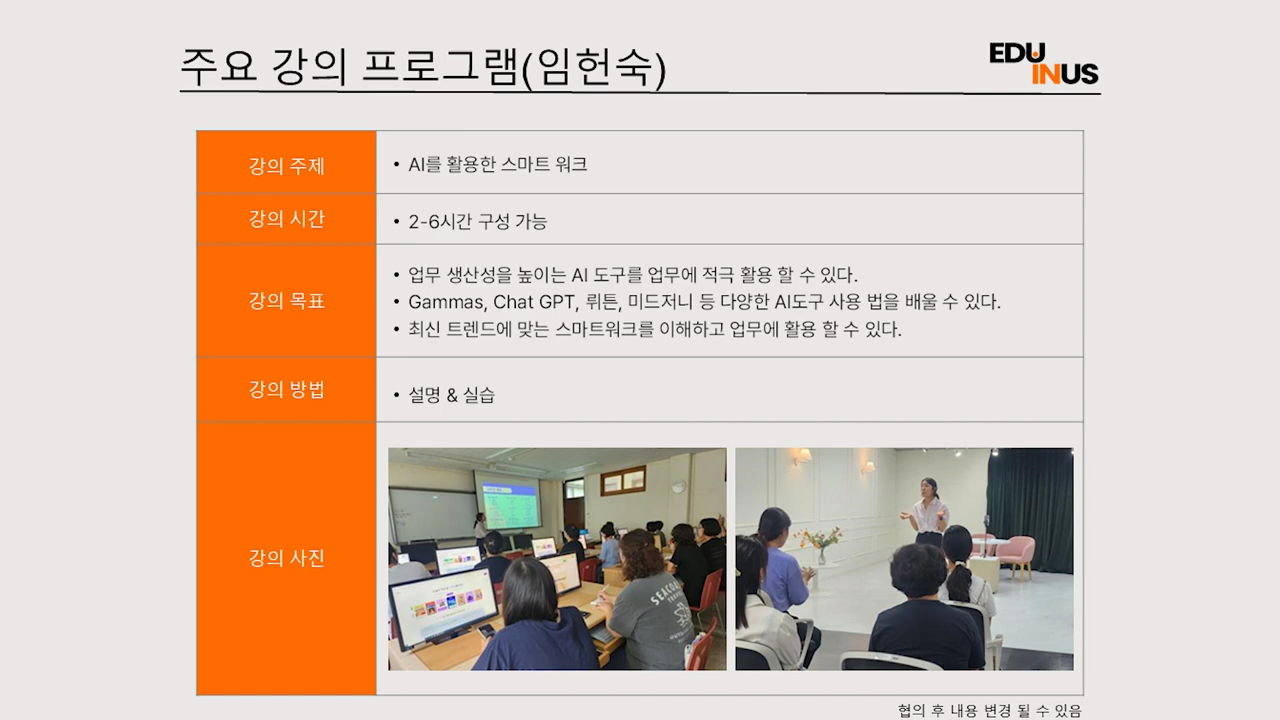 주요 강의 프로그램(임헌숙)
EDU
INUS
강의 주제
• AI를 활용한 스마트 워크
강의 시간
• 2-6시간 구성 가능
강의 목표
• 업무 생산성을 높이는 AI 도구를 업무에 적극 활용 할 수 있다.
• Gammas, Chat GPT, 뤼튼, 미드저니 등 다양한 AI도구 사용 법을 배울 수 있다.
• 최신 트렌드에 맞는 스마트워크를 이해하고 업무에 활용 할 수 있다.
강의 방법
• 설명 & 실습
강의 사진
협의 후 내용 변경 될 수 있음